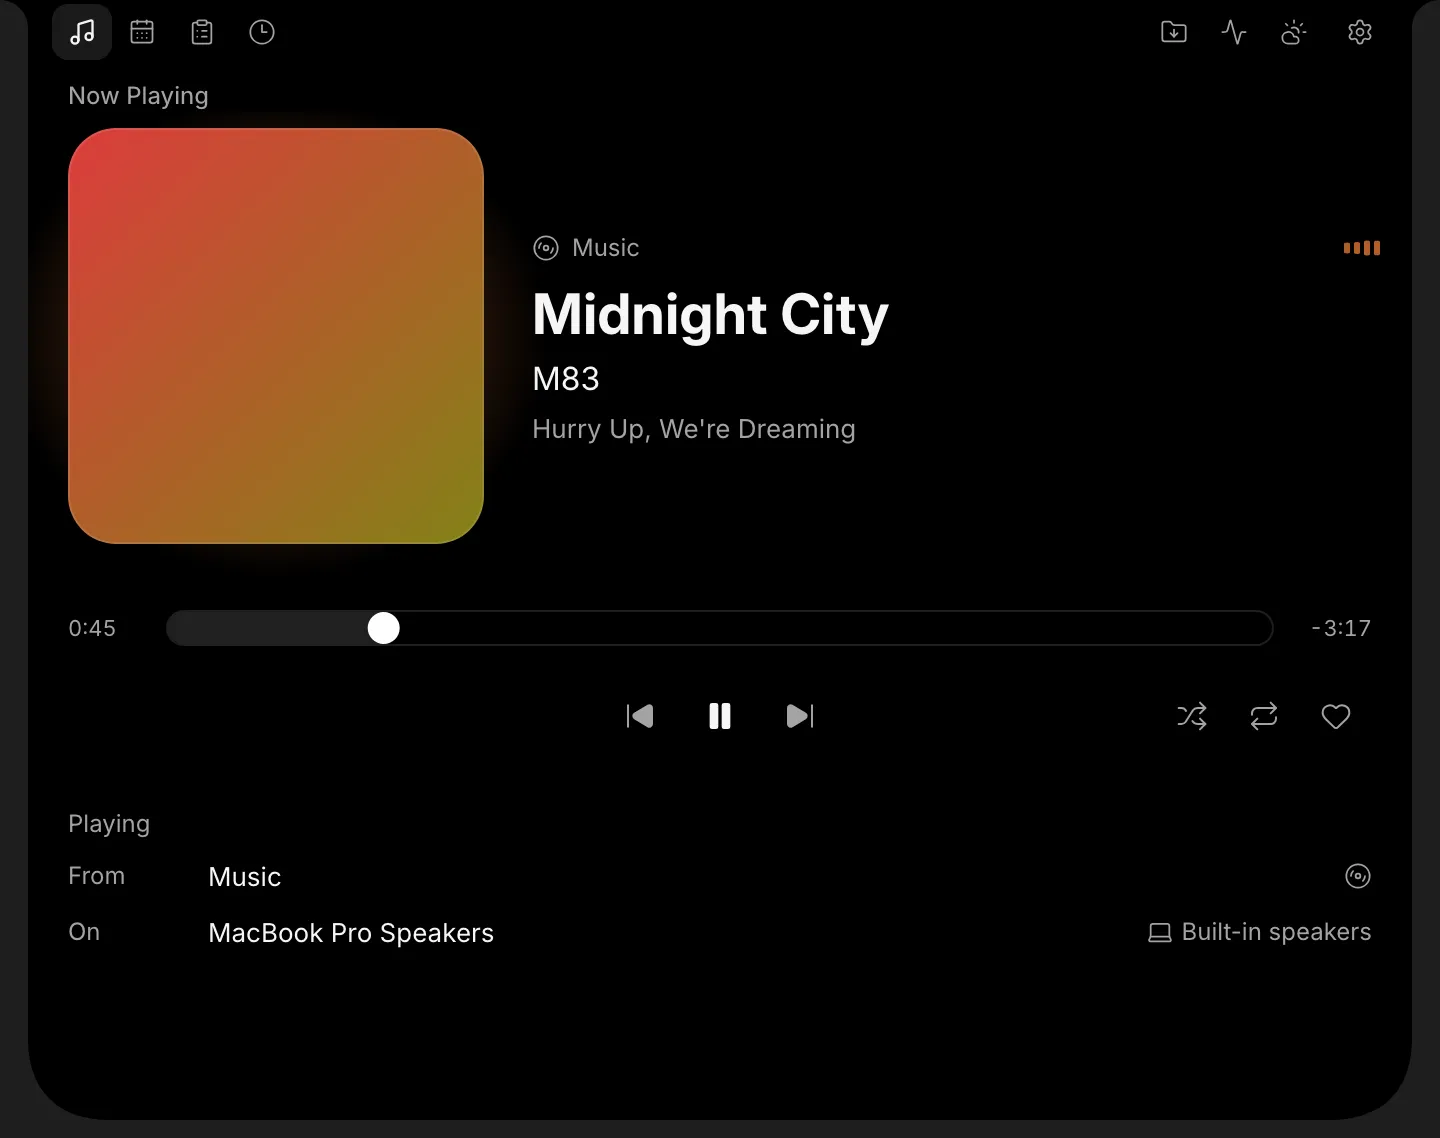 Now Playing
Music
Midnight City
M83
Hurry Up, We're Dreaming
0:45
-3:17
Playing
From Music
On MacBook Pro Speakers Built-in speakers